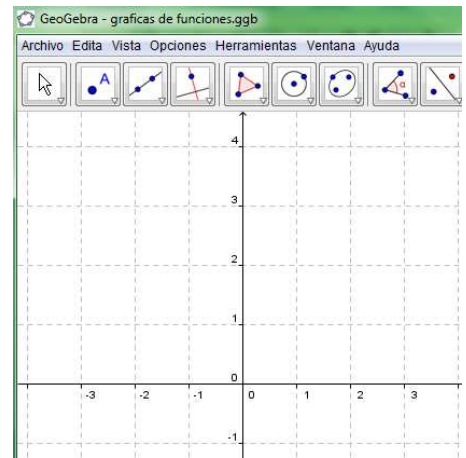 GeoGebra - graficas de funciones.ggb
Archivo Edita Vista Opciones Herramientas Ventana Ayuda
A
α
4
3
2
1
0
-3 -2 -1 0 1 2 3
-1